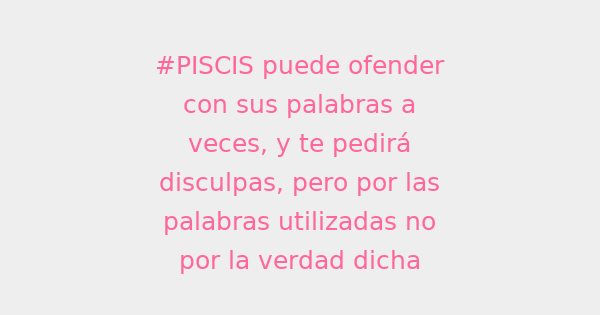 #PISCIS puede ofender
con sus palabras a
veces, y te pedirá
disculpas, pero por las
palabras utilizadas no
por la verdad dicha